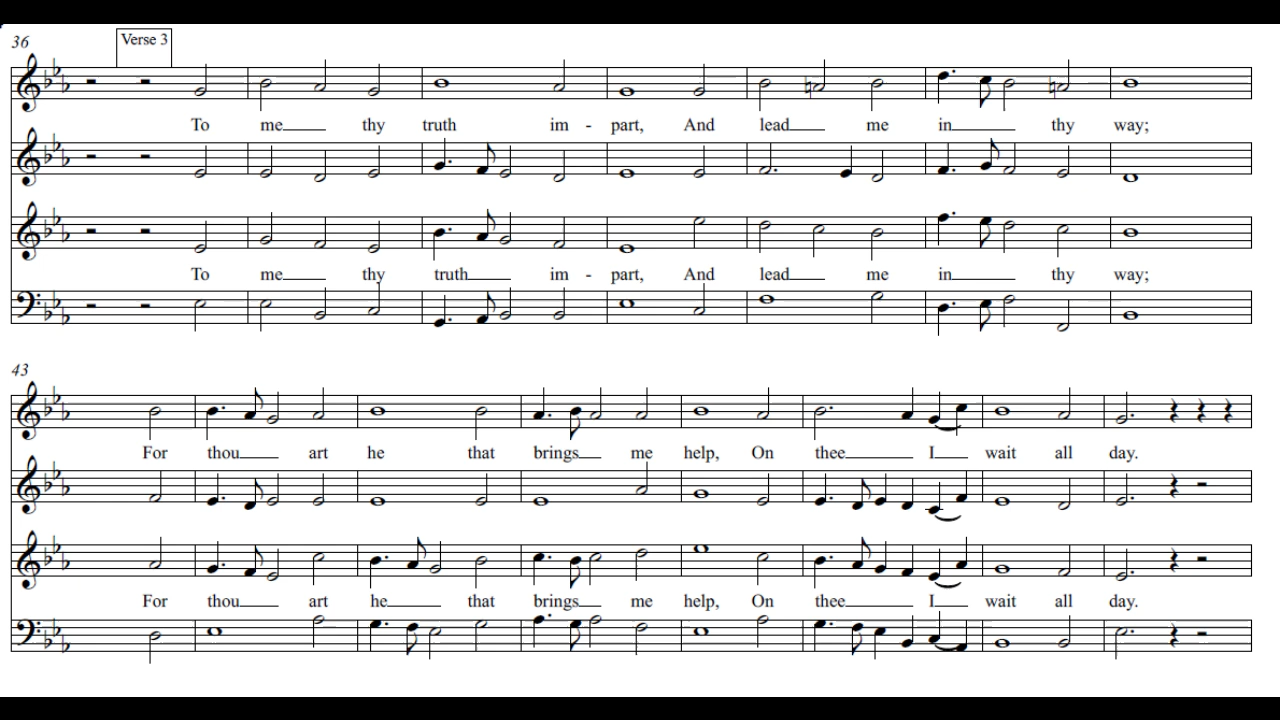 36
Verse 3
To me thy truth im - part, And lead me in thy way;
To me thy truth im - part, And lead me in thy way;
43
For thou art he that brings me help, On thee I wait all day.
For thou art he that brings me help, On thee I wait all day.